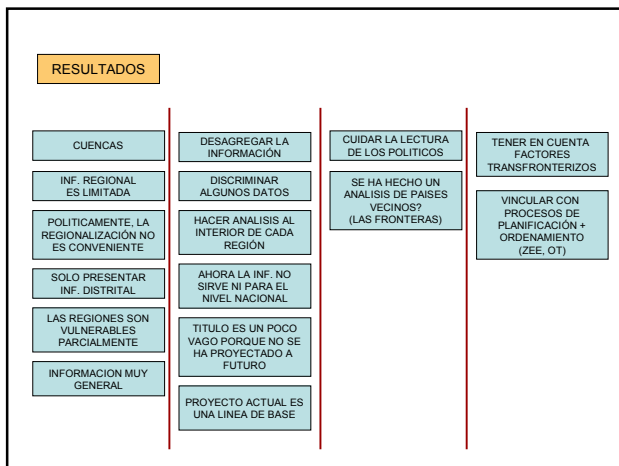 RESULTADOS
CUENCAS
INF. REGIONAL
ES LIMITADA
POLITICAMENTE, LA
REGIONALIZACIÓN NO
ES CONVENIENTE
SOLO PRESENTAR
INF. DISTRITAL
LAS REGIONES SON
VULNERABLES
PARCIALMENTE
INFORMACION MUY
GENERAL
DESAGREGAR LA
INFORMACIÓN
DISCRIMINAR
ALGUNOS DATOS
HACER ANALISIS AL
INTERIOR DE CADA
REGIÓN
AHORA LA INF. NO
SIRVE NI PARA EL
NIVEL NACIONAL
TITULO ES UN POCO
VAGO PORQUE NO SE
HA PROYECTADO A
FUTURO
PROYECTO ACTUAL ES
UNA LINEA DE BASE
CUIDAR LA LECTURA
DE LOS POLITICOS
SE HA HECHO UN
ANALISIS DE PAISES
VECINOS?
(LAS FRONTERAS)
TENER EN CUENTA
FACTORES
TRANSFRONTERIZOS
VINCULAR CON
PROCESOS DE
PLANIFICACIÓN +
ORDENAMIENTO
(ZEE, OT)